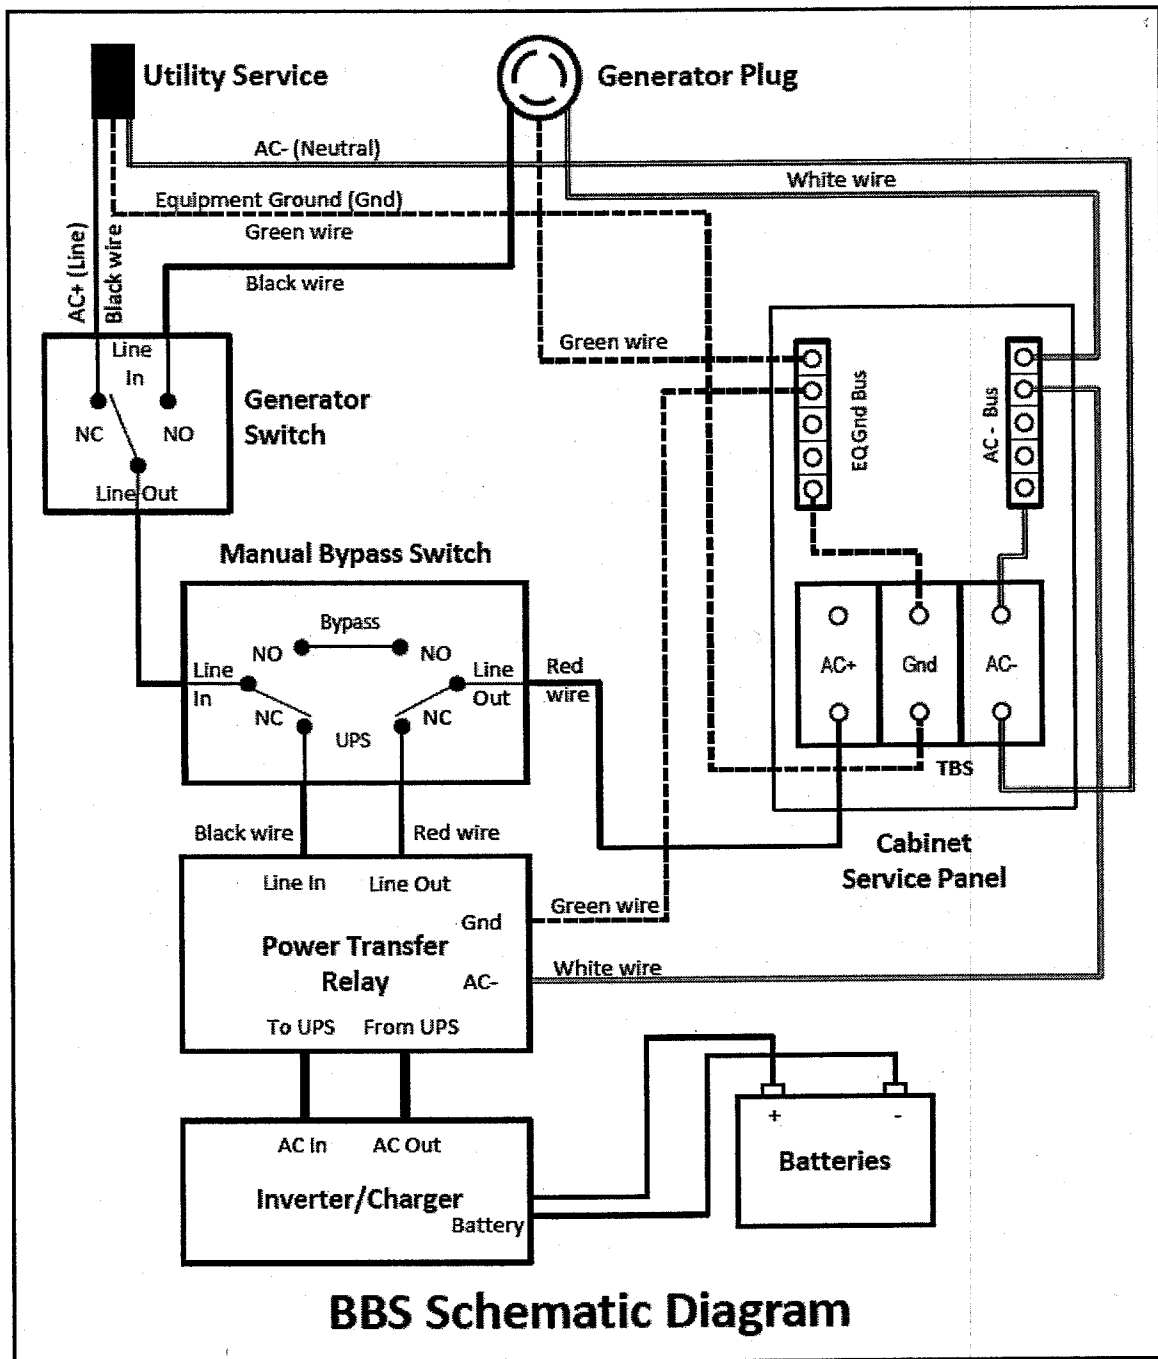 Utility Service
Generator Plug
AC- (Neutral)
White wire
Equipment Ground (Gnd)
Green wire
AC+ (Line)
Black wire
Black wire
Line
In
NC
NO
Line Out
Generator
Switch
Green wire
EQ Gnd Bus
AC - Bus
Manual Bypass Switch
Bypass
NO
NO
Line
In
Line
Out
NC
NC
UPS
Red
wire
AC+
Gnd
AC-
TBS
Cabinet
Service Panel
Black wire
Red wire
Line In
Line Out
Gnd
Green wire
Power Transfer
Relay
AC-
White wire
To UPS
From UPS
AC In
AC Out
Inverter/Charger
Battery
+
-
Batteries
BBS Schematic Diagram